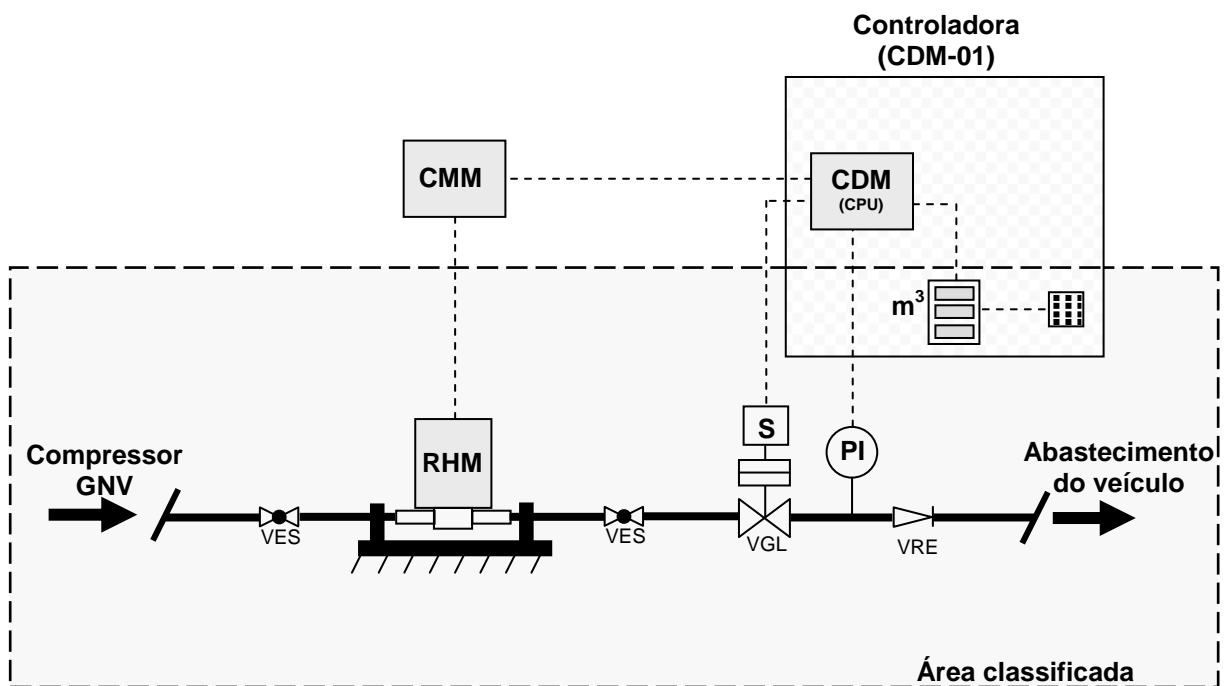 Controladora
(CDM-01)
CMM
CDM
(CPU)
m³
S
PI
RHM
Compressor
GNV
Abastecimento
do veículo
VES
VES
VGL
VRE
Área classificada